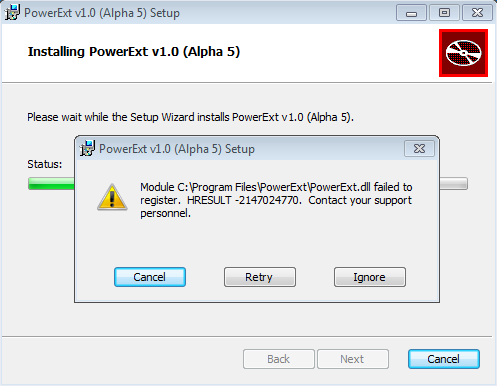 PowerExt v1.0 (Alpha 5) Setup
Installing PowerExt v1.0 (Alpha 5)
Please wait while the Setup Wizard installs PowerExt v1.0 (Alpha 5).
Status:
PowerExt v1.0 (Alpha 5) Setup
Module C:\Program Files\PowerExt\PowerExt.dll failed to
register.  HRESULT -2147024770.  Contact your support
personnel.
Cancel
Retry
Ignore
Back
Next
Cancel